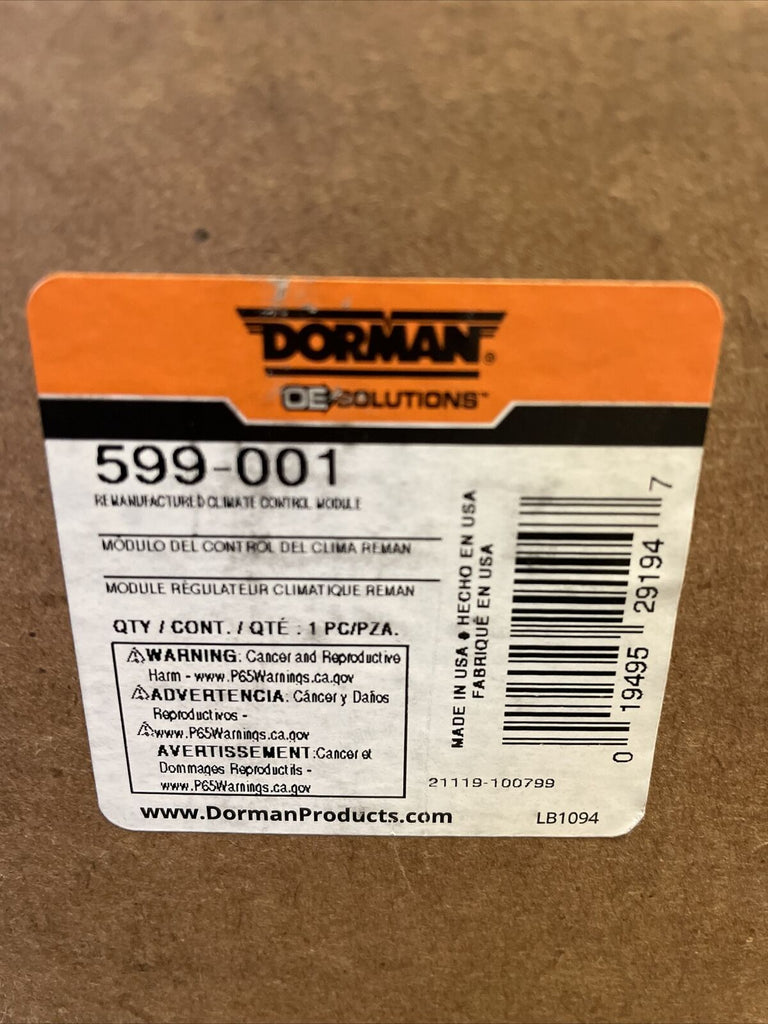 DORMAN®
OE SOLUTIONS™
599-001
REMANUFACTURED CLIMATE CONTROL MODULE
MÓDULO DEL CONTROL DEL CLIMA REMAN
MODULE RÉGULATEUR CLIMATIQUE REMAN
QTY / CONT. / QTÉ : 1 PC/PZA.
⚠WARNING: Cancer and Reproductive
Harm - www.P65Warnings.ca.gov
⚠ADVERTENCIA: Cáncer y Daños
Reproductivos -
⚠www.P65Warnings.ca.gov
AVERTISSEMENT:Cancer et
Dommages Reproductils -
www.P65Warnings.ca.gov
www.DormanProducts.com
MADE IN USA ♦ HECHO EN USA
FABRIQUÉ EN USA
0 19495 29194 7
21119-100799
LB1094